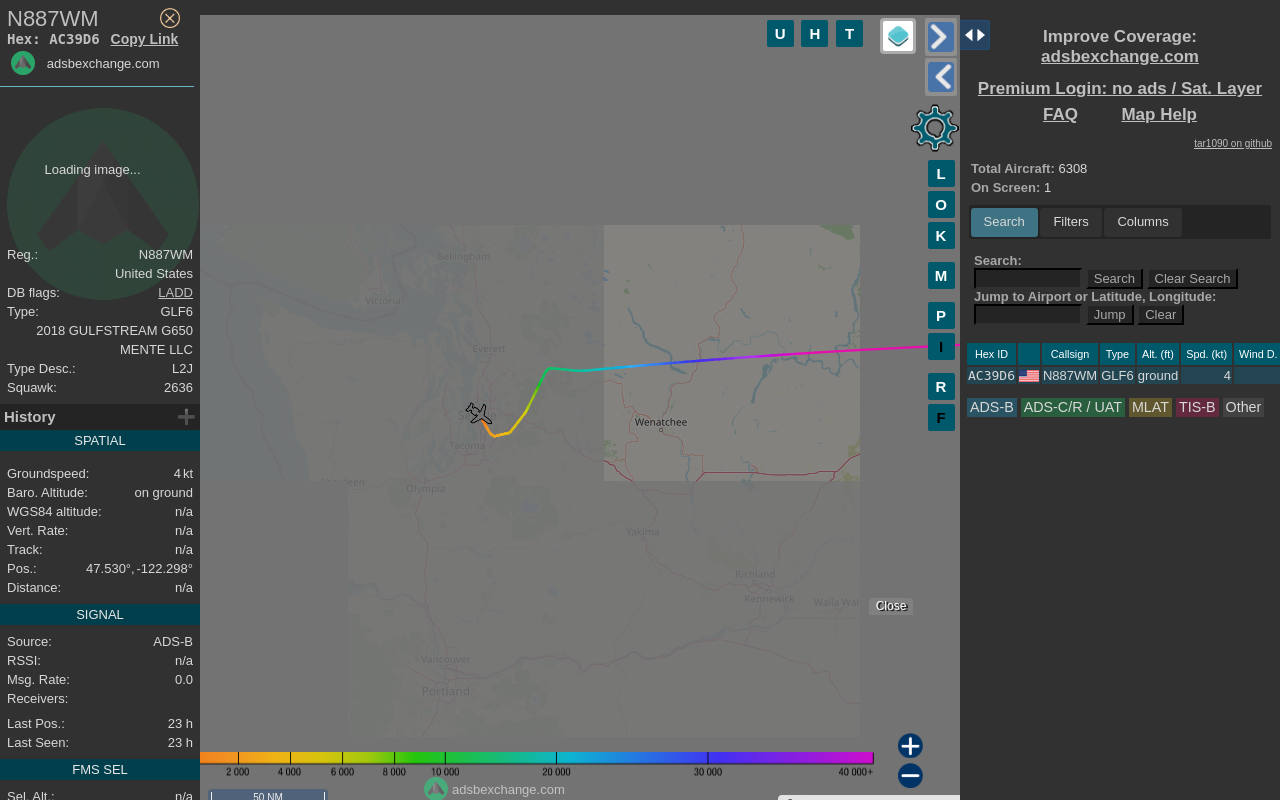 N887WM
Hex: AC39D6 Copy Link
adsbexchange.com
Loading image...
Reg.: N887WM
United States
DB flags: LADD
Type: GLF6
2018 GULFSTREAM G650
MENTE LLC
Type Desc.: L2J
Squawk: 2636
History
SPATIAL
Groundspeed: 4 kt
Baro. Altitude: on ground
WGS84 altitude: n/a
Vert. Rate: n/a
Track: n/a
Pos.: 47.530°, -122.298°
Distance: n/a
SIGNAL
Source: ADS-B
RSSI: n/a
Msg. Rate: 0.0
Receivers:
Last Pos.: 23 h
Last Seen: 23 h
FMS SEL
Sel. Alt.: n/a
U H T
L
O
K
M
P
I
R
F
Bellingham
Victoria
Everett
Wenatchee
Tacoma
Aberdeen
Olympia
Yakima
Richland
Kennewick
Walla Wal
Vancouver
Portland
Close
2 000 4 000 6 000 8 000 10 000 20 000 30 000 40 000+
adsbexchange.com
50 NM
Improve Coverage:
adsbexchange.com
Premium Login: no ads / Sat. Layer
FAQ Map Help
tar1090 on github
Total Aircraft: 6308
On Screen: 1
Search Filters Columns
Search:
Search Clear Search
Jump to Airport or Latitude, Longitude:
Jump Clear
Hex ID Callsign Type Alt. (ft) Spd. (kt) Wind D.
AC39D6 N887WM GLF6 ground 4
ADS-B ADS-C/R / UAT MLAT TIS-B Other